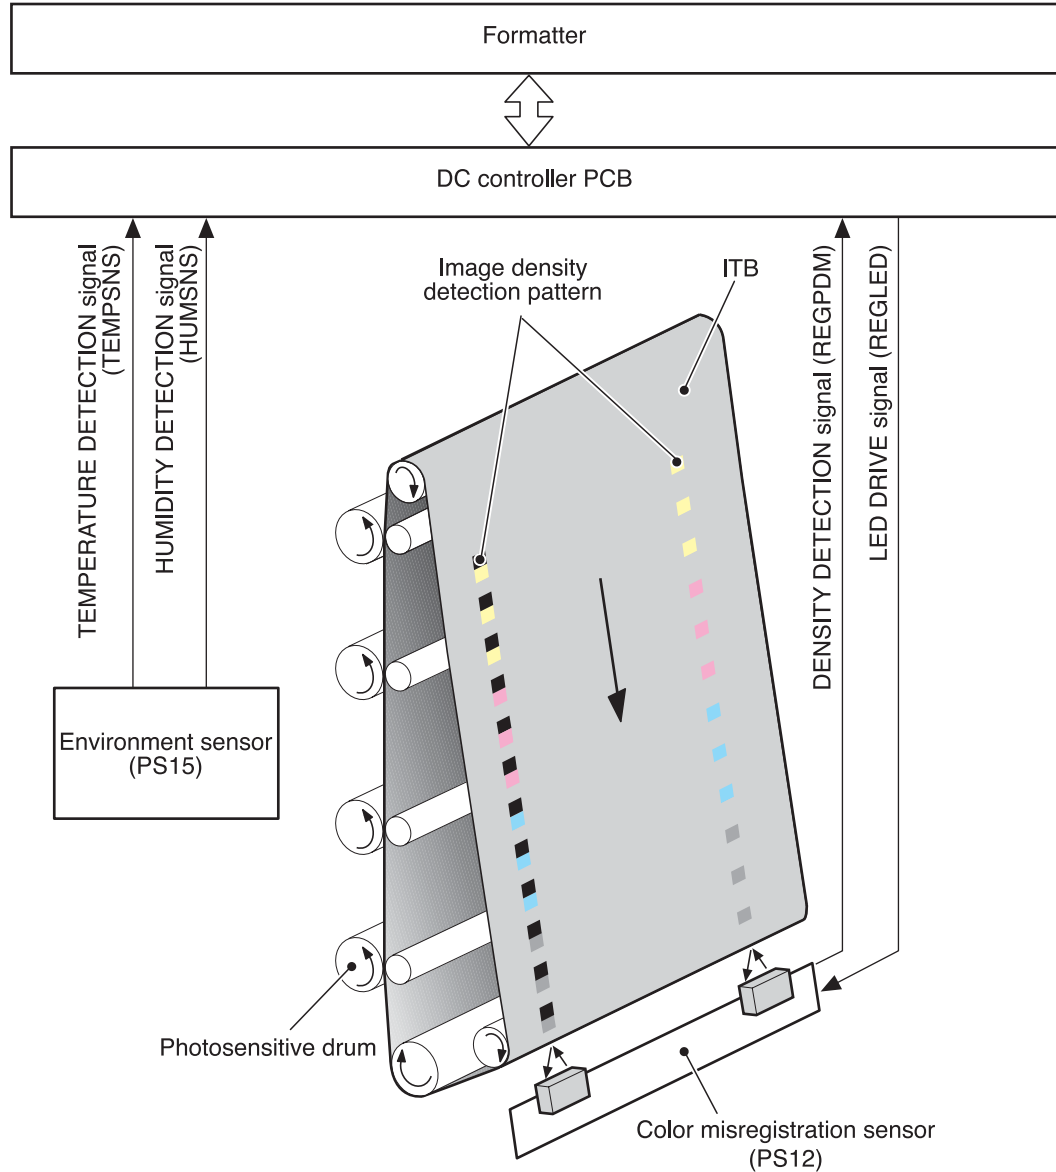 Formatter
DC controller PCB
TEMPERATURE DETECTION signal
(TEMPSNS)
HUMIDITY DETECTION signal
(HUMSNS)
Image density
detection pattern
ITB
DENSITY DETECTION signal (REGPDM)
LED DRIVE signal (REGLED)
Environment sensor
(PS15)
Photosensitive drum
Color misregistration sensor
(PS12)